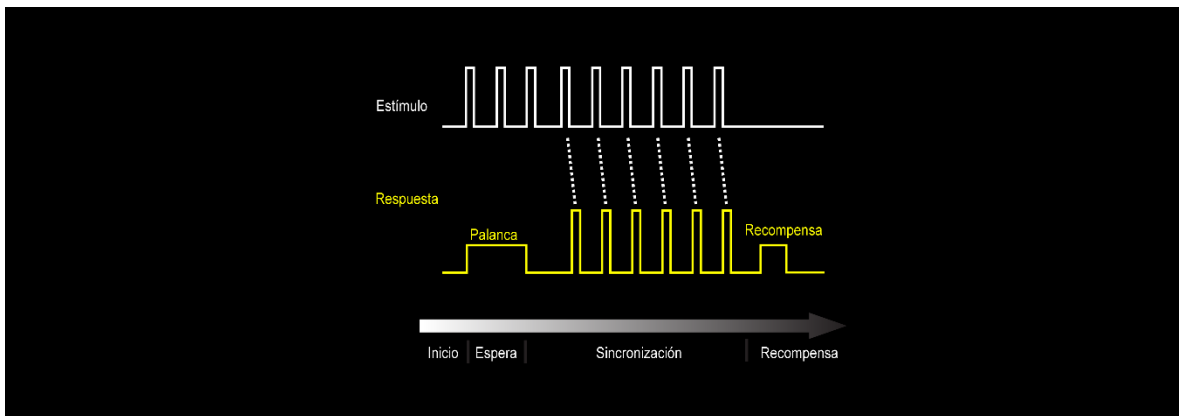 Estímulo
Respuesta
Palanca
Recompensa
Inicio Espera Sincronización Recompensa